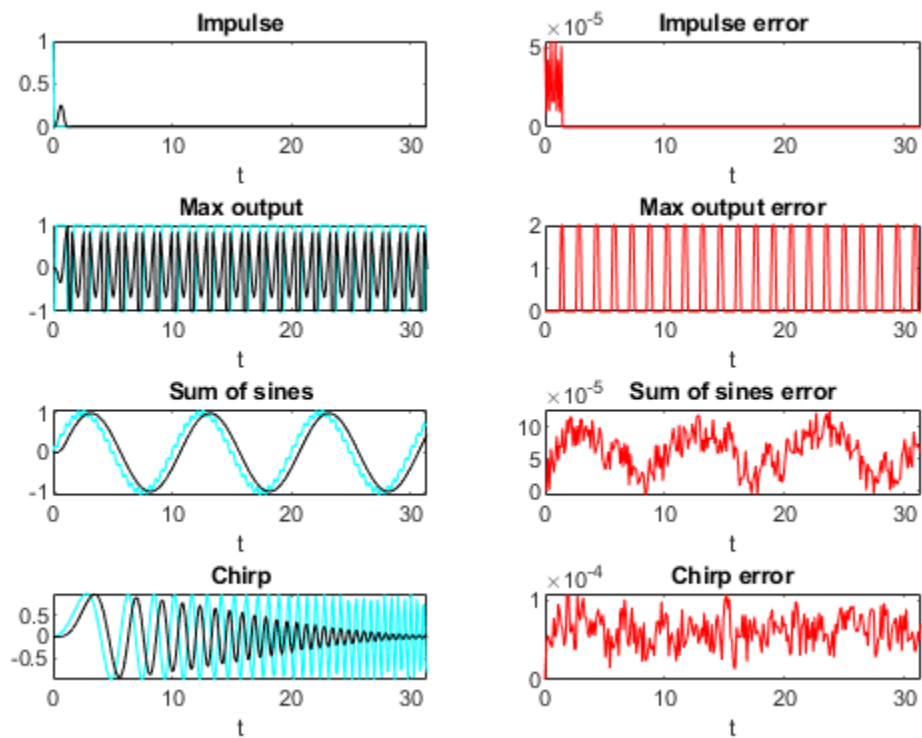 Impulse
1
0.5
0
0 10 20 30
t
Impulse error
×10-5
5
0
0 10 20 30
t
Max output
1
0
-1
0 10 20 30
t
Max output error
2
1
0
0 10 20 30
t
Sum of sines
1
0
-1
0 10 20 30
t
Sum of sines error
×10-5
10
5
0
0 10 20 30
t
Chirp
0.5
0
-0.5
0 10 20 30
t
Chirp error
×10-4
1
0
0 10 20 30
t